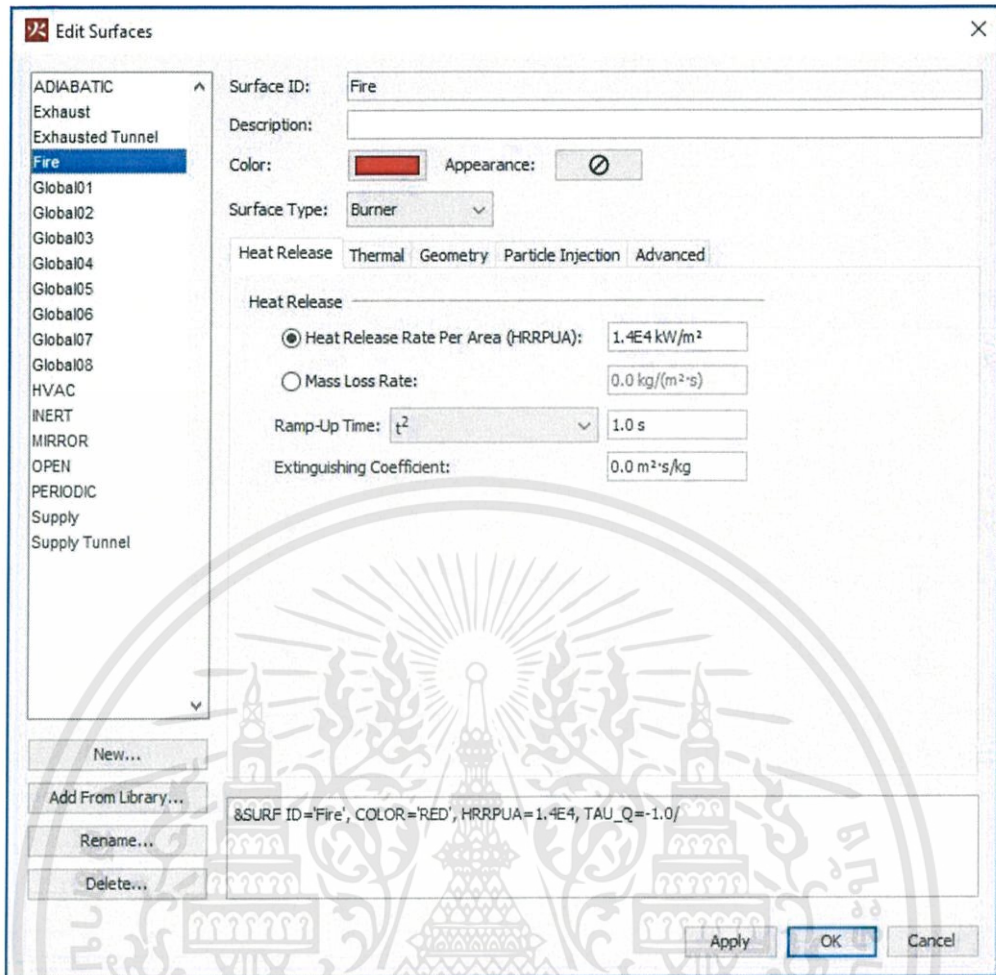 Edit Surfaces
ADIABATIC
Exhaust
Exhausted Tunnel
Fire
Global01
Global02
Global03
Global04
Global05
Global06
Global07
Global08
HVAC
INERT
MIRROR
OPEN
PERIODIC
Supply
Supply Tunnel
New...
Add From Library...
Rename...
Delete...
Surface ID: Fire
Description:
Color: Appearance:
Surface Type: Burner
Heat Release Thermal Geometry Particle Injection Advanced
Heat Release
Heat Release Rate Per Area (HRRPUA): 1.4E4 kW/m²
Mass Loss Rate: 0.0 kg/(m²·s)
Ramp-Up Time: t² 1.0 s
Extinguishing Coefficient: 0.0 m²·s/kg
&SURF ID='Fire', COLOR='RED', HRRPUA=1.4E4, TAU_Q=-1.0/
Apply OK Cancel